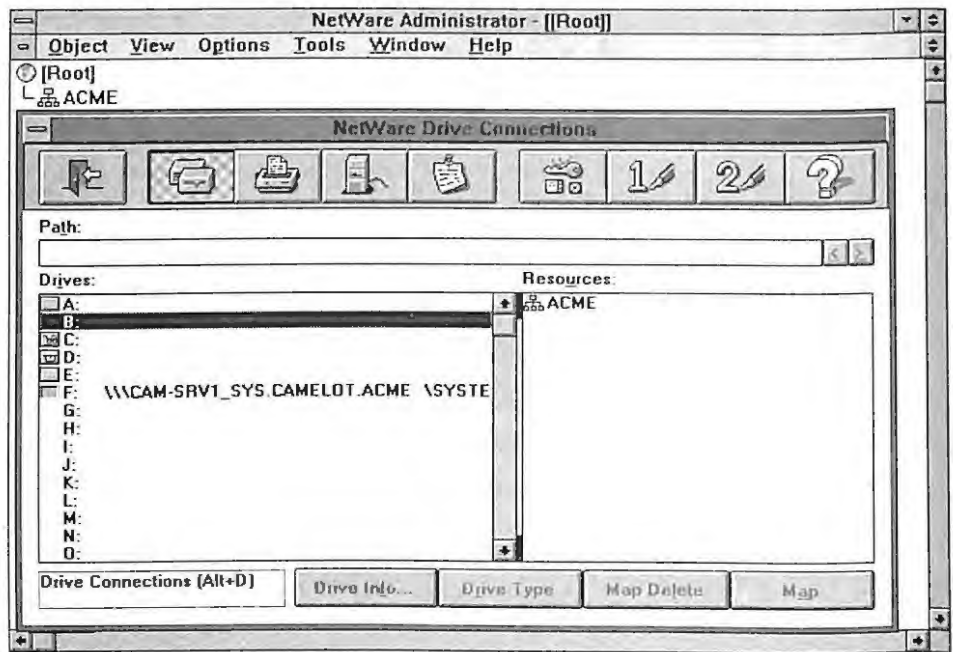 NetWare Administrator - [[Root]]
Object View Options Tools Window Help
[Root]
ACME
NetWare Drive Connections
1 2 ?
Path:
< >
Drives:
Resources:
A:
B:
C:
D:
E:
F: \\\CAM-SRV1_SYS.CAMELOT.ACME \SYSTE
G:
H:
I:
J:
K:
L:
M:
N:
O:
ACME
Drive Connections (Alt+D)
Drive Info...
Drive Type
Map Delete
Map